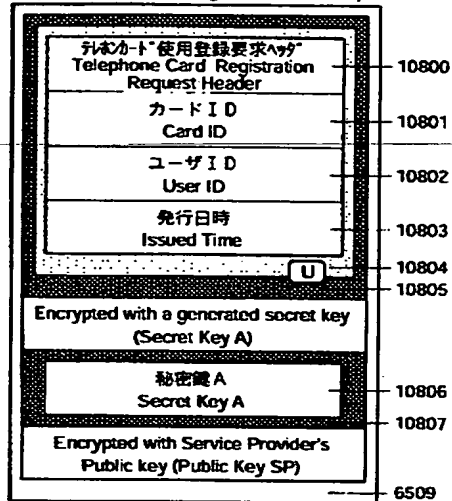 テレホンカード使用登録要求ヘッダ
Telephone Card Registration
Request Header
10800
カードID
Card ID
10801
ユーザID
User ID
10802
発行日時
Issued Time
10803
U
10804
10805
Encrypted with a generated secret key
(Secret Key A)
秘密鍵A
Secret Key A
10806
10807
Encrypted with Service Provider's
Public key (Public Key SP)
6509